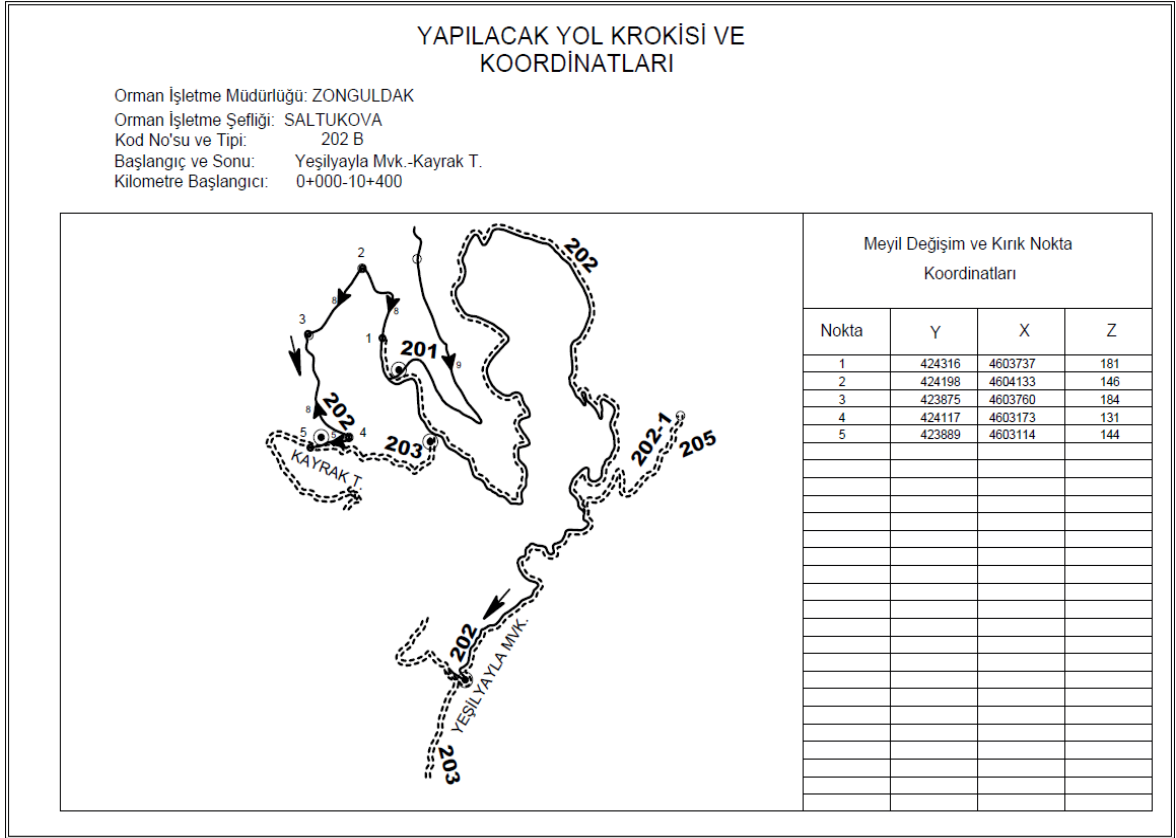 YAPILACAK YOL KROKİSİ VE
KOORDİNATLARI
Orman İşletme Müdürlüğü: ZONGULDAK
Orman İşletme Şefliği: SALTUKOVA
Kod No'su ve Tipi: 202 B
Başlangıç ve Sonu: Yeşilyayla Mvk.-Kayrak T.
Kilometre Başlangıcı: 0+000-10+400
2
202
8
8
3
1
201
9
202
8
5
5
4
203
KAYRAK T.
202-1
205
202
YEŞİLYAYLA MVK.
203
Meyil Değişim ve Kırık Nokta
Koordinatları
Nokta Y X Z
1 424316 4603737 181
2 424198 4604133 146
3 423875 4603760 184
4 424117 4603173 131
5 423889 4603114 144